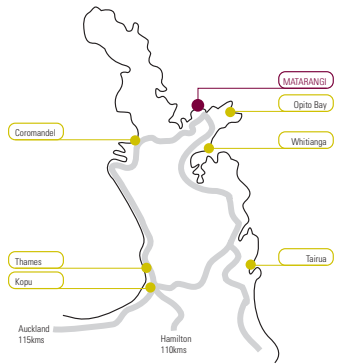 MATARANGI
Opito Bay
Coromandel
Whitianga
Thames
Tairua
Kopu
Auckland
115kms
Hamilton
110kms